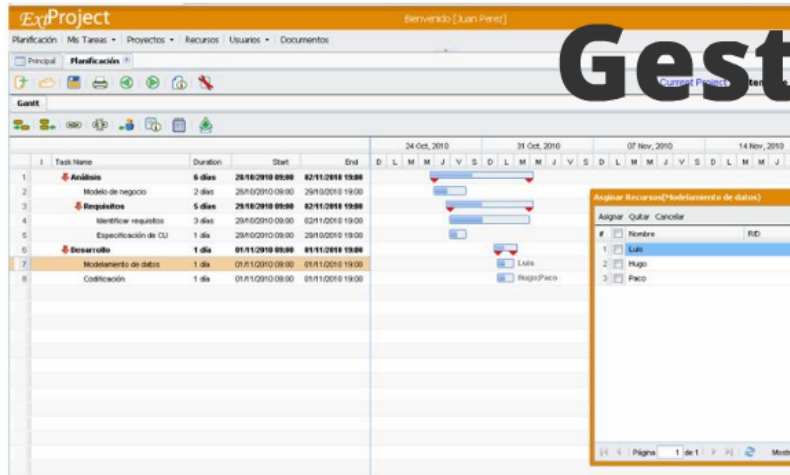 ExtProject
Bienvenido [Juan Perez]
Gest
Planificación Mis Tareas Proyectos Recursos Usuarios Documentos
Principal Planificación
Current Project
Gantt
24 Oct, 2010 31 Oct, 2010 07 Nov, 2010 14 Nov, 2010
I Task Name Duration Start End D L M M J V S D L M M J V S D L M M J V S D L M M J
1 Análisis 6 días 28/10/2010 09:00 02/11/2010 19:00
2 Modelo de negocio 2 días 28/10/2010 09:00 29/10/2010 19:00
3 Requisitos 5 días 29/10/2010 09:00 02/11/2010 19:00
4 Identificar requisitos 3 días 29/10/2010 09:00 02/11/2010 19:00
5 Especificación de CU 1 día 29/10/2010 09:00 29/10/2010 19:00
6 Desarrollo 1 día 01/11/2010 09:00 01/11/2010 19:00
7 Modelamiento de datos 1 día 01/11/2010 09:00 01/11/2010 19:00 Luis
8 Codificación 1 día 01/11/2010 09:00 01/11/2010 19:00 Hugo;Paco
Asginar Recursos(Modelamiento de datos)
Asignar Quitar Cancelar
# Nombre
1 Luis
2 Hugo
3 Paco
Página 1 de 1